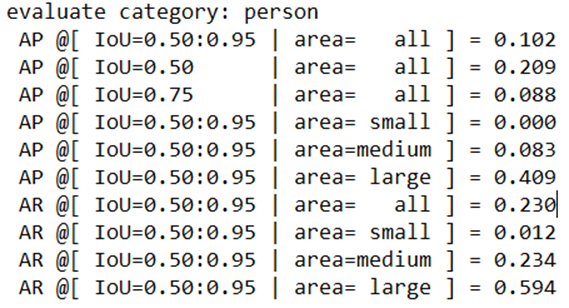 evaluate category: person
AP @[ IoU=0.50:0.95 | area=   all ] = 0.102
AP @[ IoU=0.50      | area=   all ] = 0.209
AP @[ IoU=0.75      | area=   all ] = 0.088
AP @[ IoU=0.50:0.95 | area= small ] = 0.000
AP @[ IoU=0.50:0.95 | area=medium ] = 0.083
AP @[ IoU=0.50:0.95 | area= large ] = 0.409
AR @[ IoU=0.50:0.95 | area=   all ] = 0.230
AR @[ IoU=0.50:0.95 | area= small ] = 0.012
AR @[ IoU=0.50:0.95 | area=medium ] = 0.234
AR @[ IoU=0.50:0.95 | area= large ] = 0.594